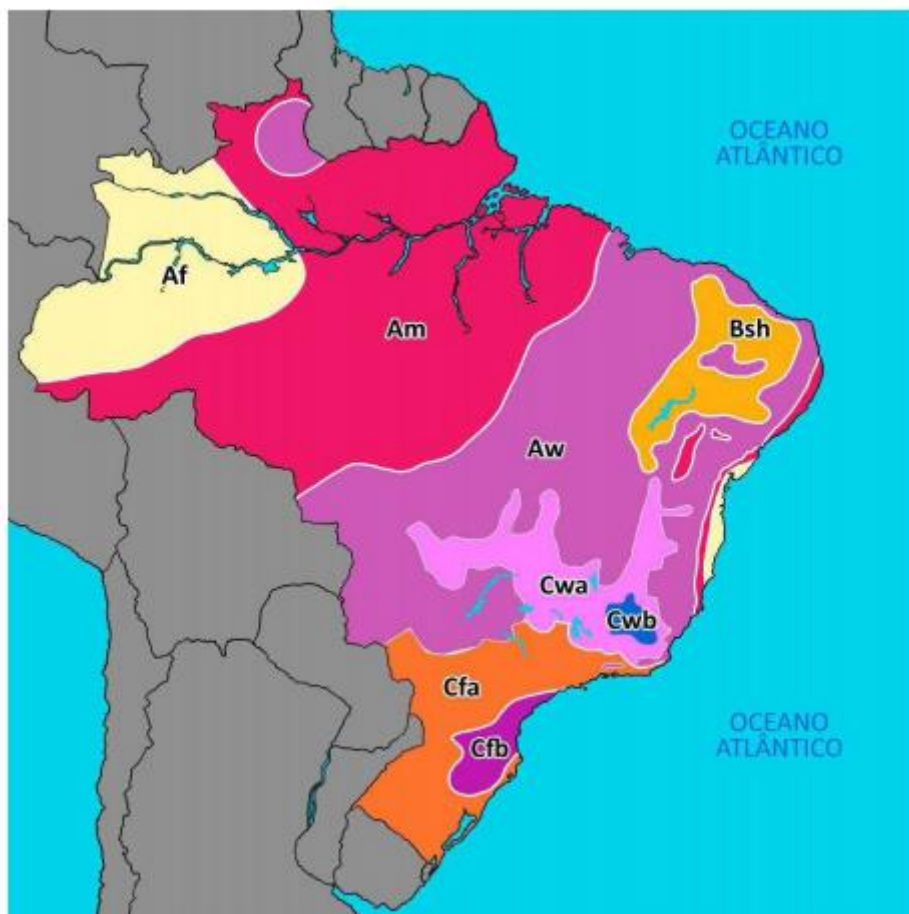 OCEANO
ATLÂNTICO
Af
Am
Bsh
Aw
Cwa
Cwb
Cfa
Cfb
OCEANO
ATLÂNTICO